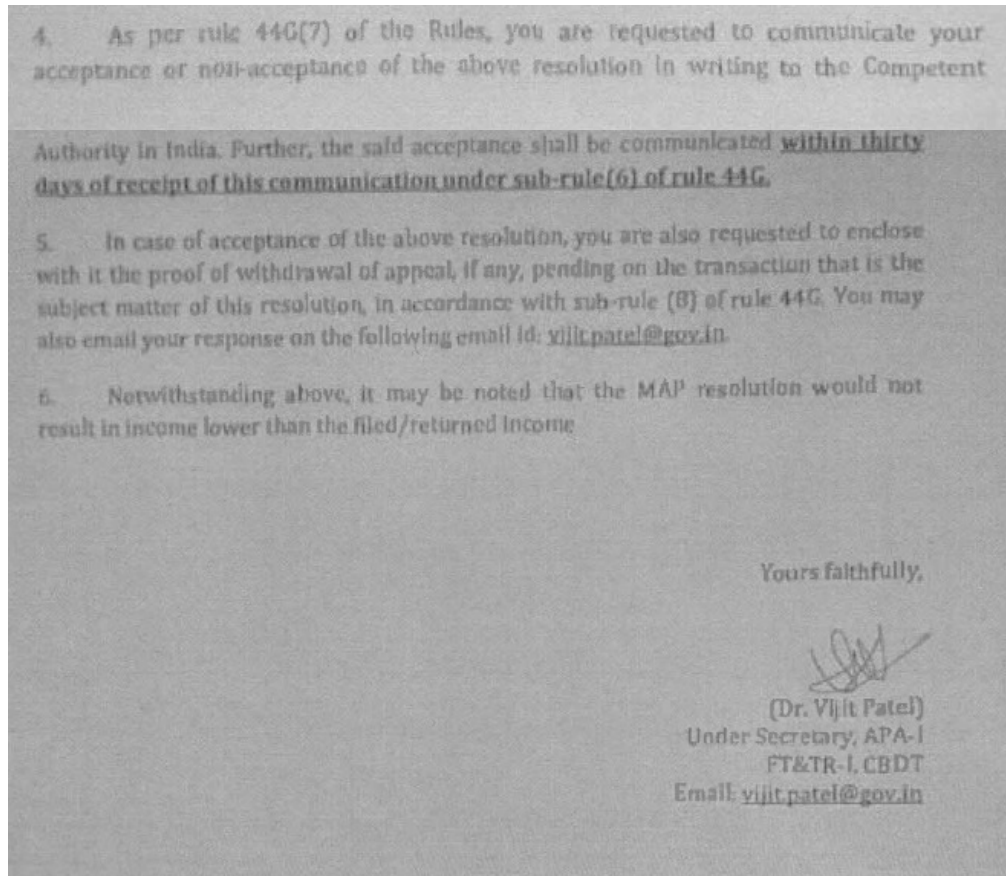 4. As per rule 44G(7) of the Rules, you are requested to communicate your
acceptance or non-acceptance of the above resolution in writing to the Competent
Authority in India. Further, the said acceptance shall be communicated within thirty
days of receipt of this communication under sub-rule(6) of rule 44G.
5. In case of acceptance of the above resolution, you are also requested to enclose
with it the proof of withdrawal of appeal, if any, pending on the transaction that is the
subject matter of this resolution, in accordance with sub-rule (8) of rule 44G. You may
also email your response on the following email id: vijit.patel@gov.in.
6. Notwithstanding above, it may be noted that the MAP resolution would not
result in income lower than the filed/returned income
Yours faithfully,
(Dr. Vijit Patel)
Under Secretary, APA-I
FT&TR-I, CBDT
Email: vijit.patel@gov.in